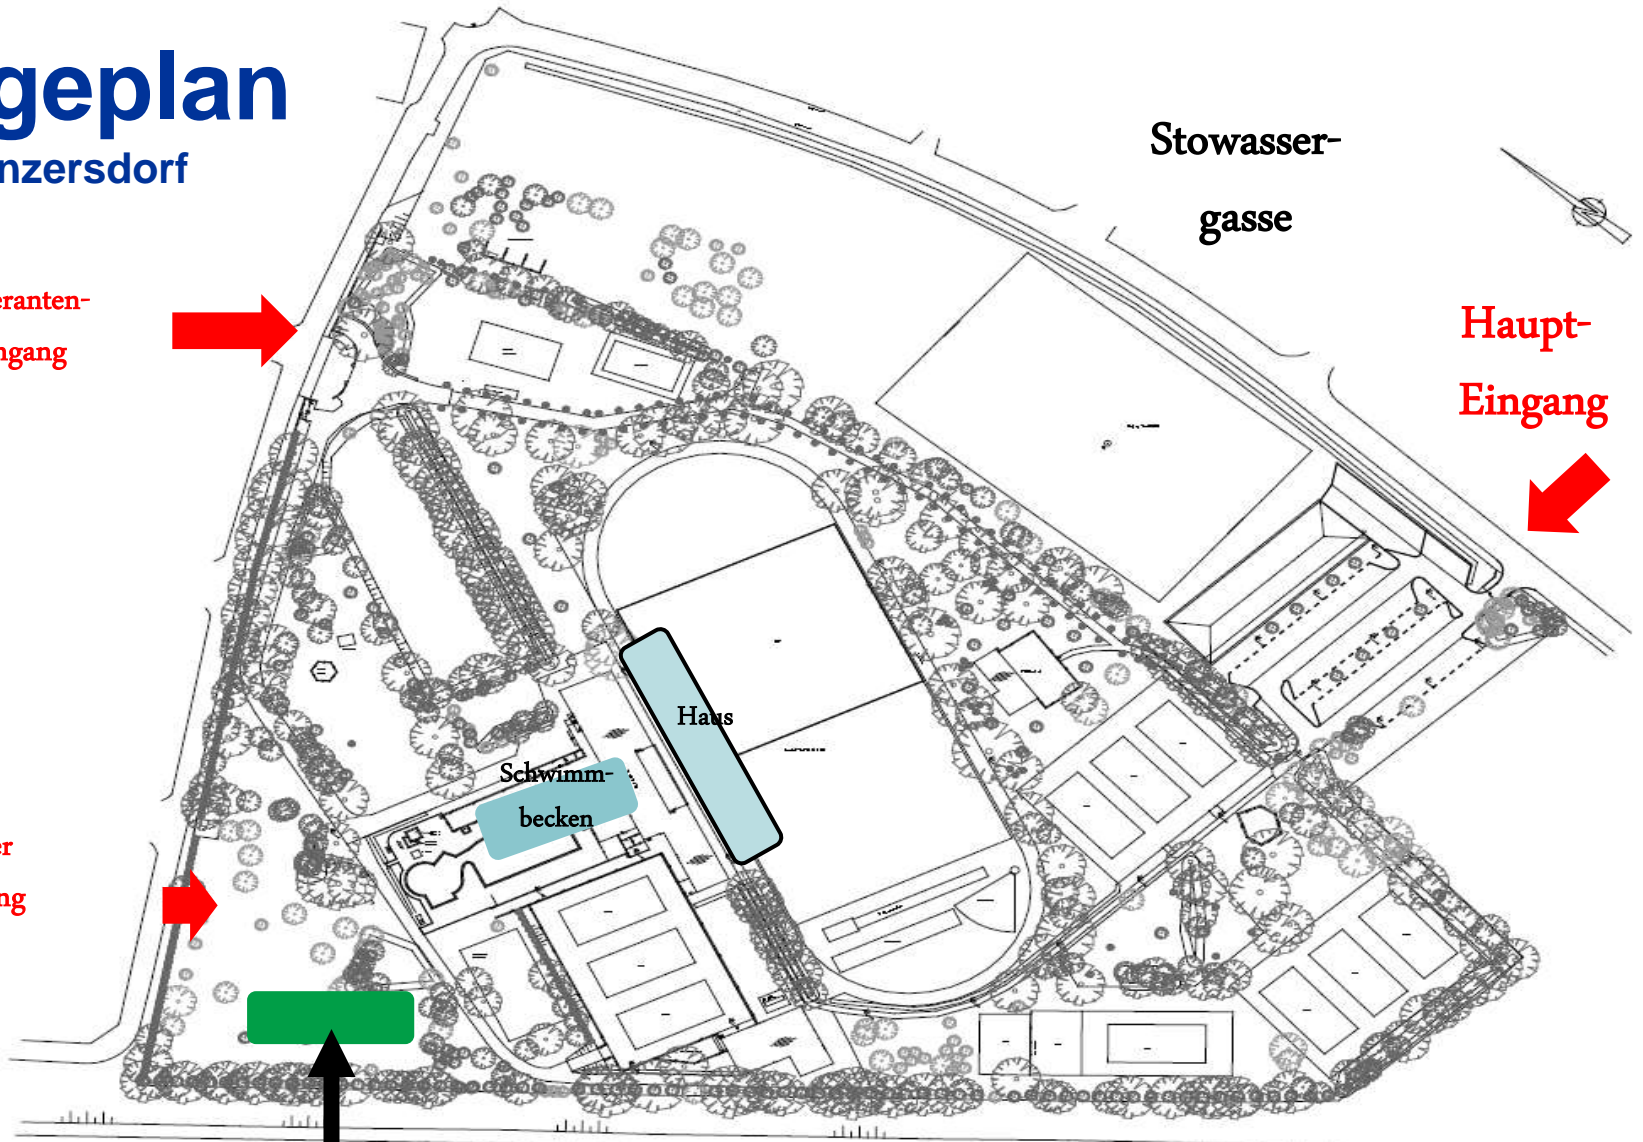 geplan
nzersdorf
Stowasser-
gasse
eranten-
ngang
Haupt-
Eingang
Haus
Schwimm-
becken
er
ng